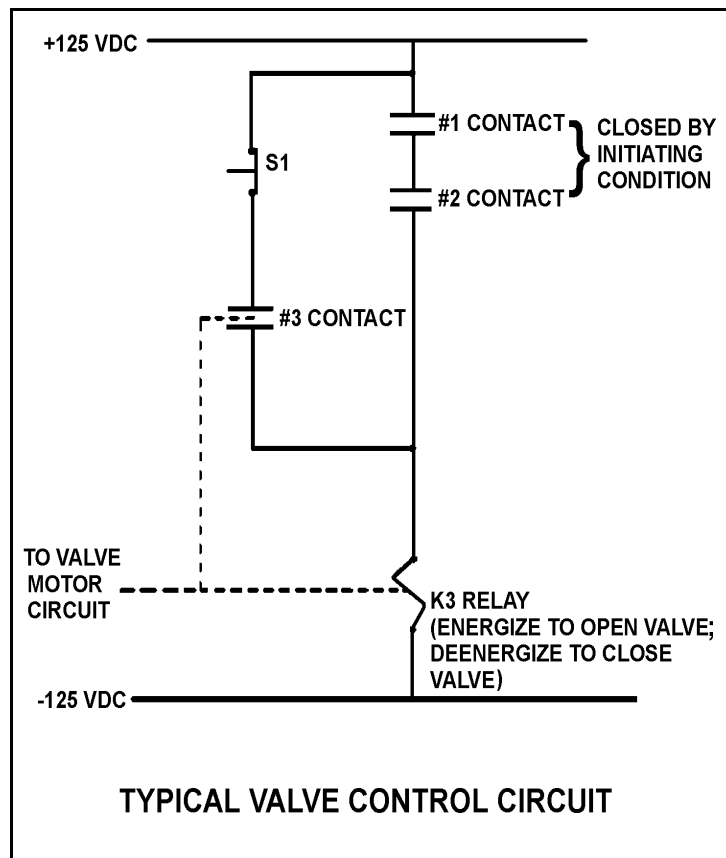 +125 VDC
#1 CONTACT
CLOSED BY
INITIATING
CONDITION
S1
#2 CONTACT
#3 CONTACT
TO VALVE
MOTOR
CIRCUIT
K3 RELAY
(ENERGIZE TO OPEN VALVE;
DEENERGIZE TO CLOSE
VALVE)
-125 VDC
TYPICAL VALVE CONTROL CIRCUIT